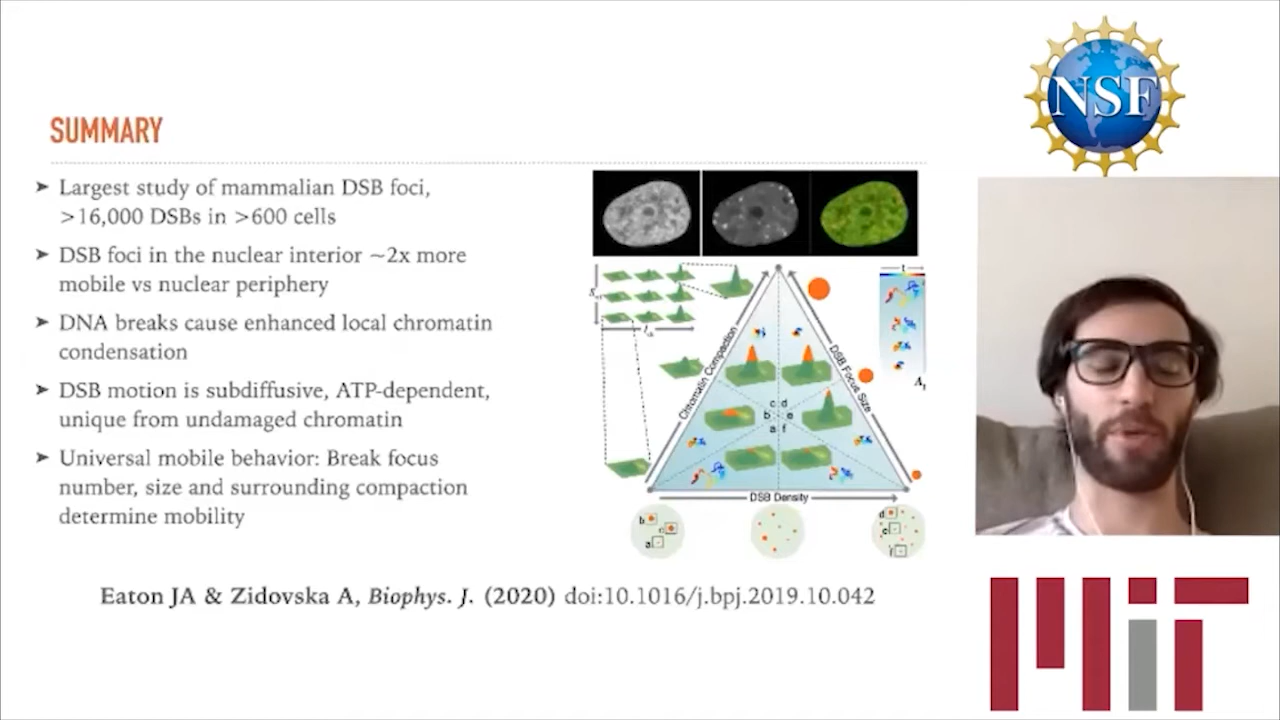 SUMMARY
➤ Largest study of mammalian DSB foci,
>16,000 DSBs in >600 cells
➤ DSB foci in the nuclear interior ~2x more
mobile vs nuclear periphery
➤ DNA breaks cause enhanced local chromatin
condensation
➤ DSB motion is subdiffusive, ATP-dependent,
unique from undamaged chromatin
➤ Universal mobile behavior: Break focus
number, size and surrounding compaction
determine mobility
t
Chromatin Compaction
DSB Focus Size
c d
b e
a f
DSB Density
b
c
a
d
e
f
Eaton JA & Zidovska A, Biophys. J. (2020) doi:10.1016/j.bpj.2019.10.042
NSF
MIT